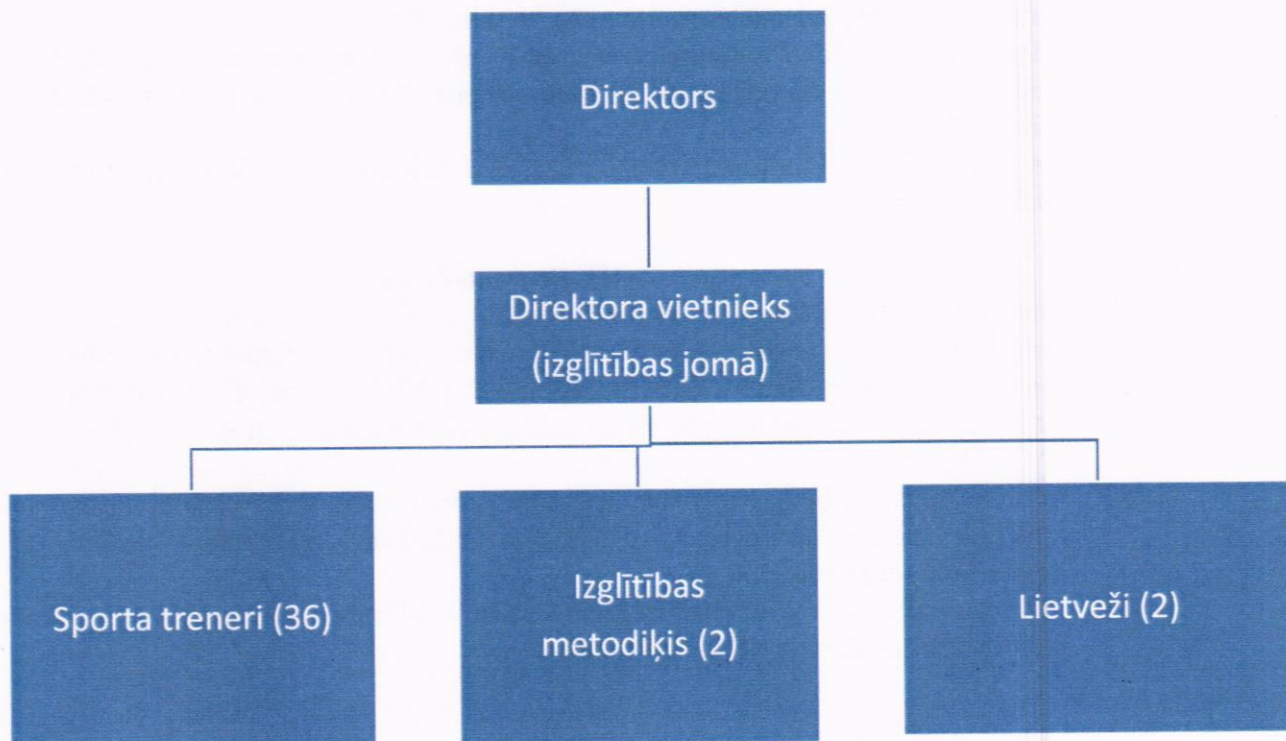 Direktors
Direktora vietnieks
(izglītības jomā)
Sporta treneri (36)
Izglītības
metodiķis (2)
Lietveži (2)